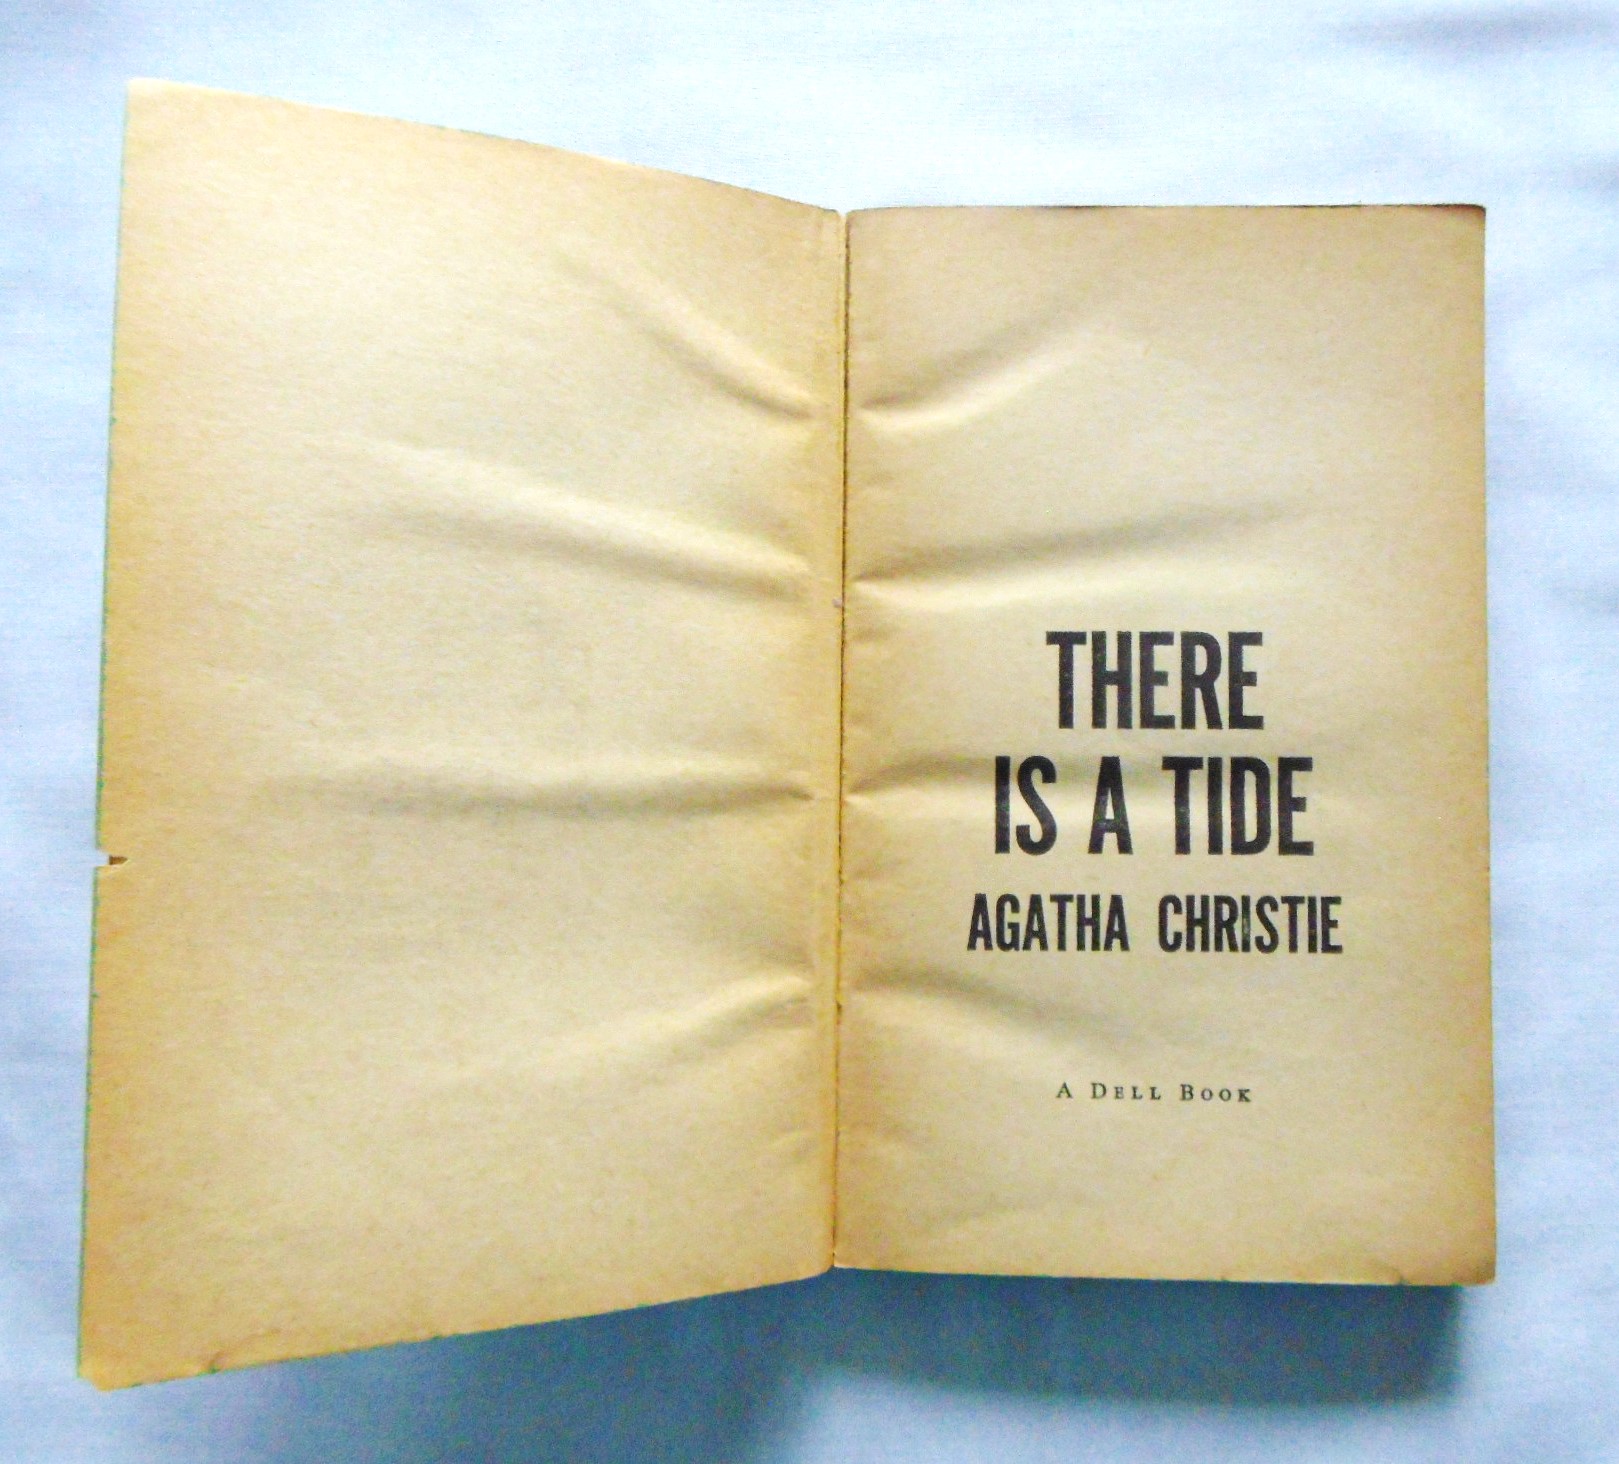 THERE
IS A TIDE
AGATHA CHRISTIE
A DELL BOOK